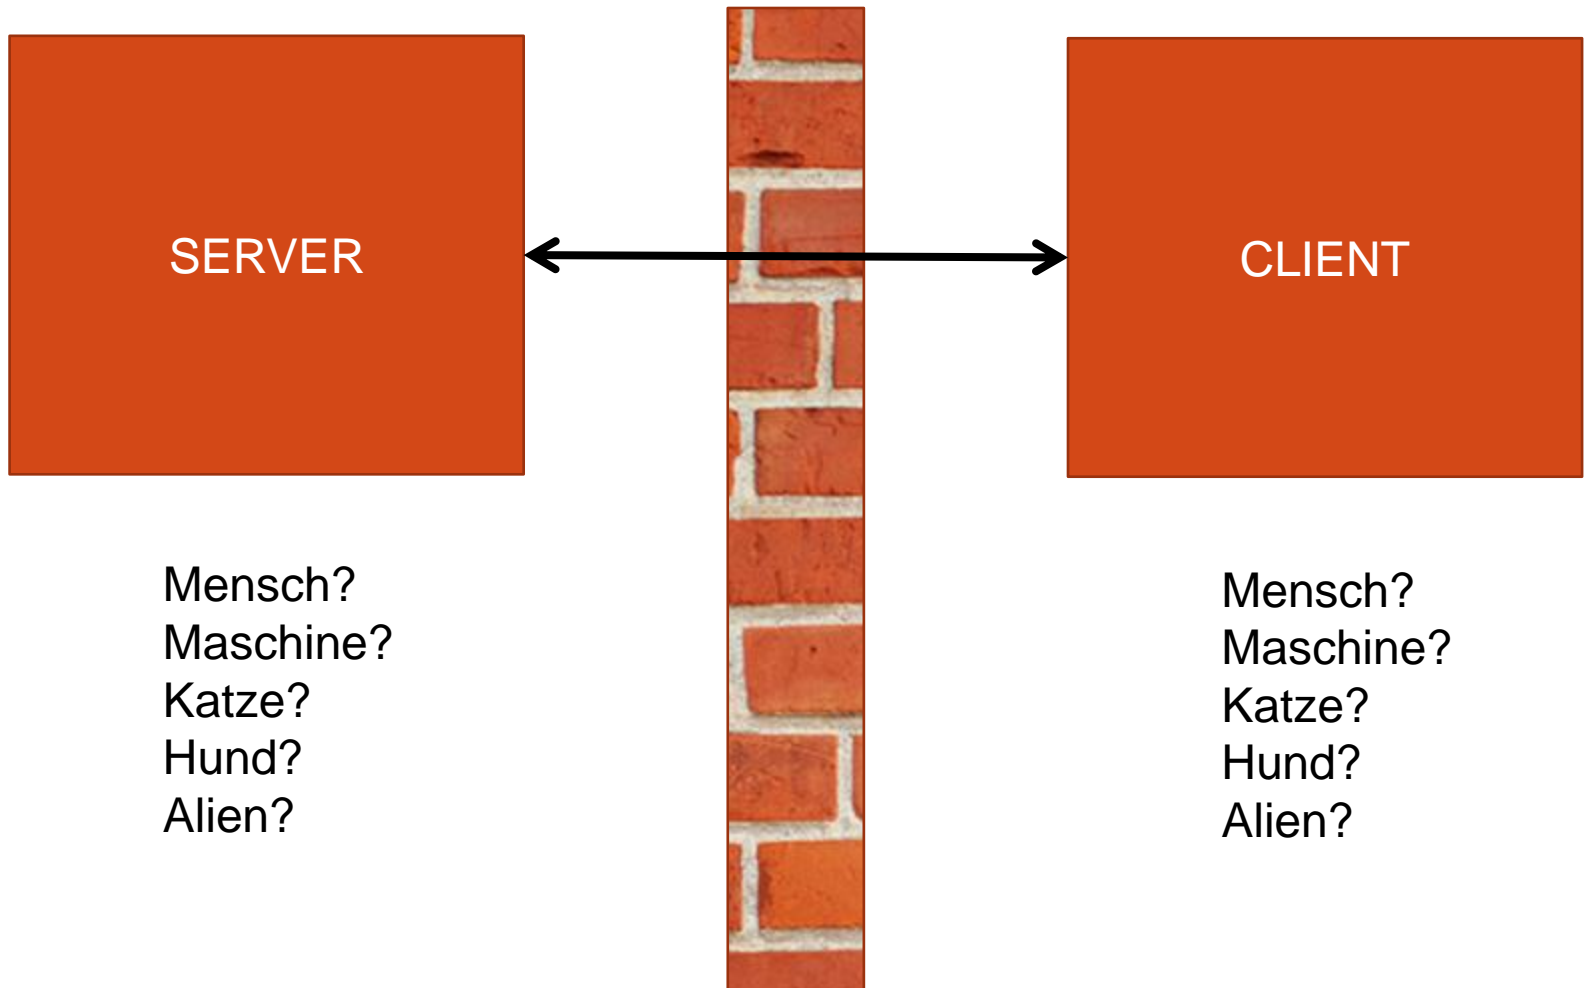 SERVER
CLIENT
Mensch?
Maschine?
Katze?
Hund?
Alien?
Mensch?
Maschine?
Katze?
Hund?
Alien?